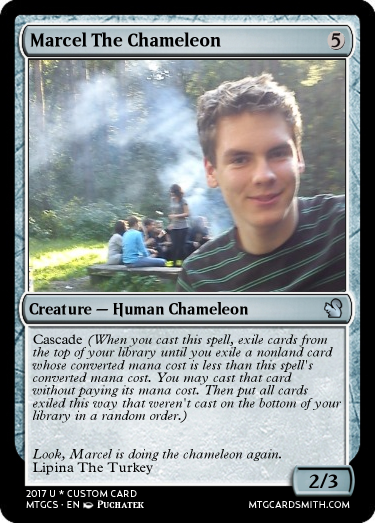 Marcel The Chameleon 5
Creature — Human Chameleon
Cascade (When you cast this spell, exile cards from
the top of your library until you exile a nonland card
whose converted mana cost is less than this spell's
converted mana cost. You may cast that card
without paying its mana cost. Then put all cards
exiled this way that weren't cast on the bottom of your
library in a random order.)
Look, Marcel is doing the chameleon again.
Lipina The Turkey
2/3
2017 U * CUSTOM CARD
MTGCS · EN PUCHATEK
MTGCARDSMITH.COM